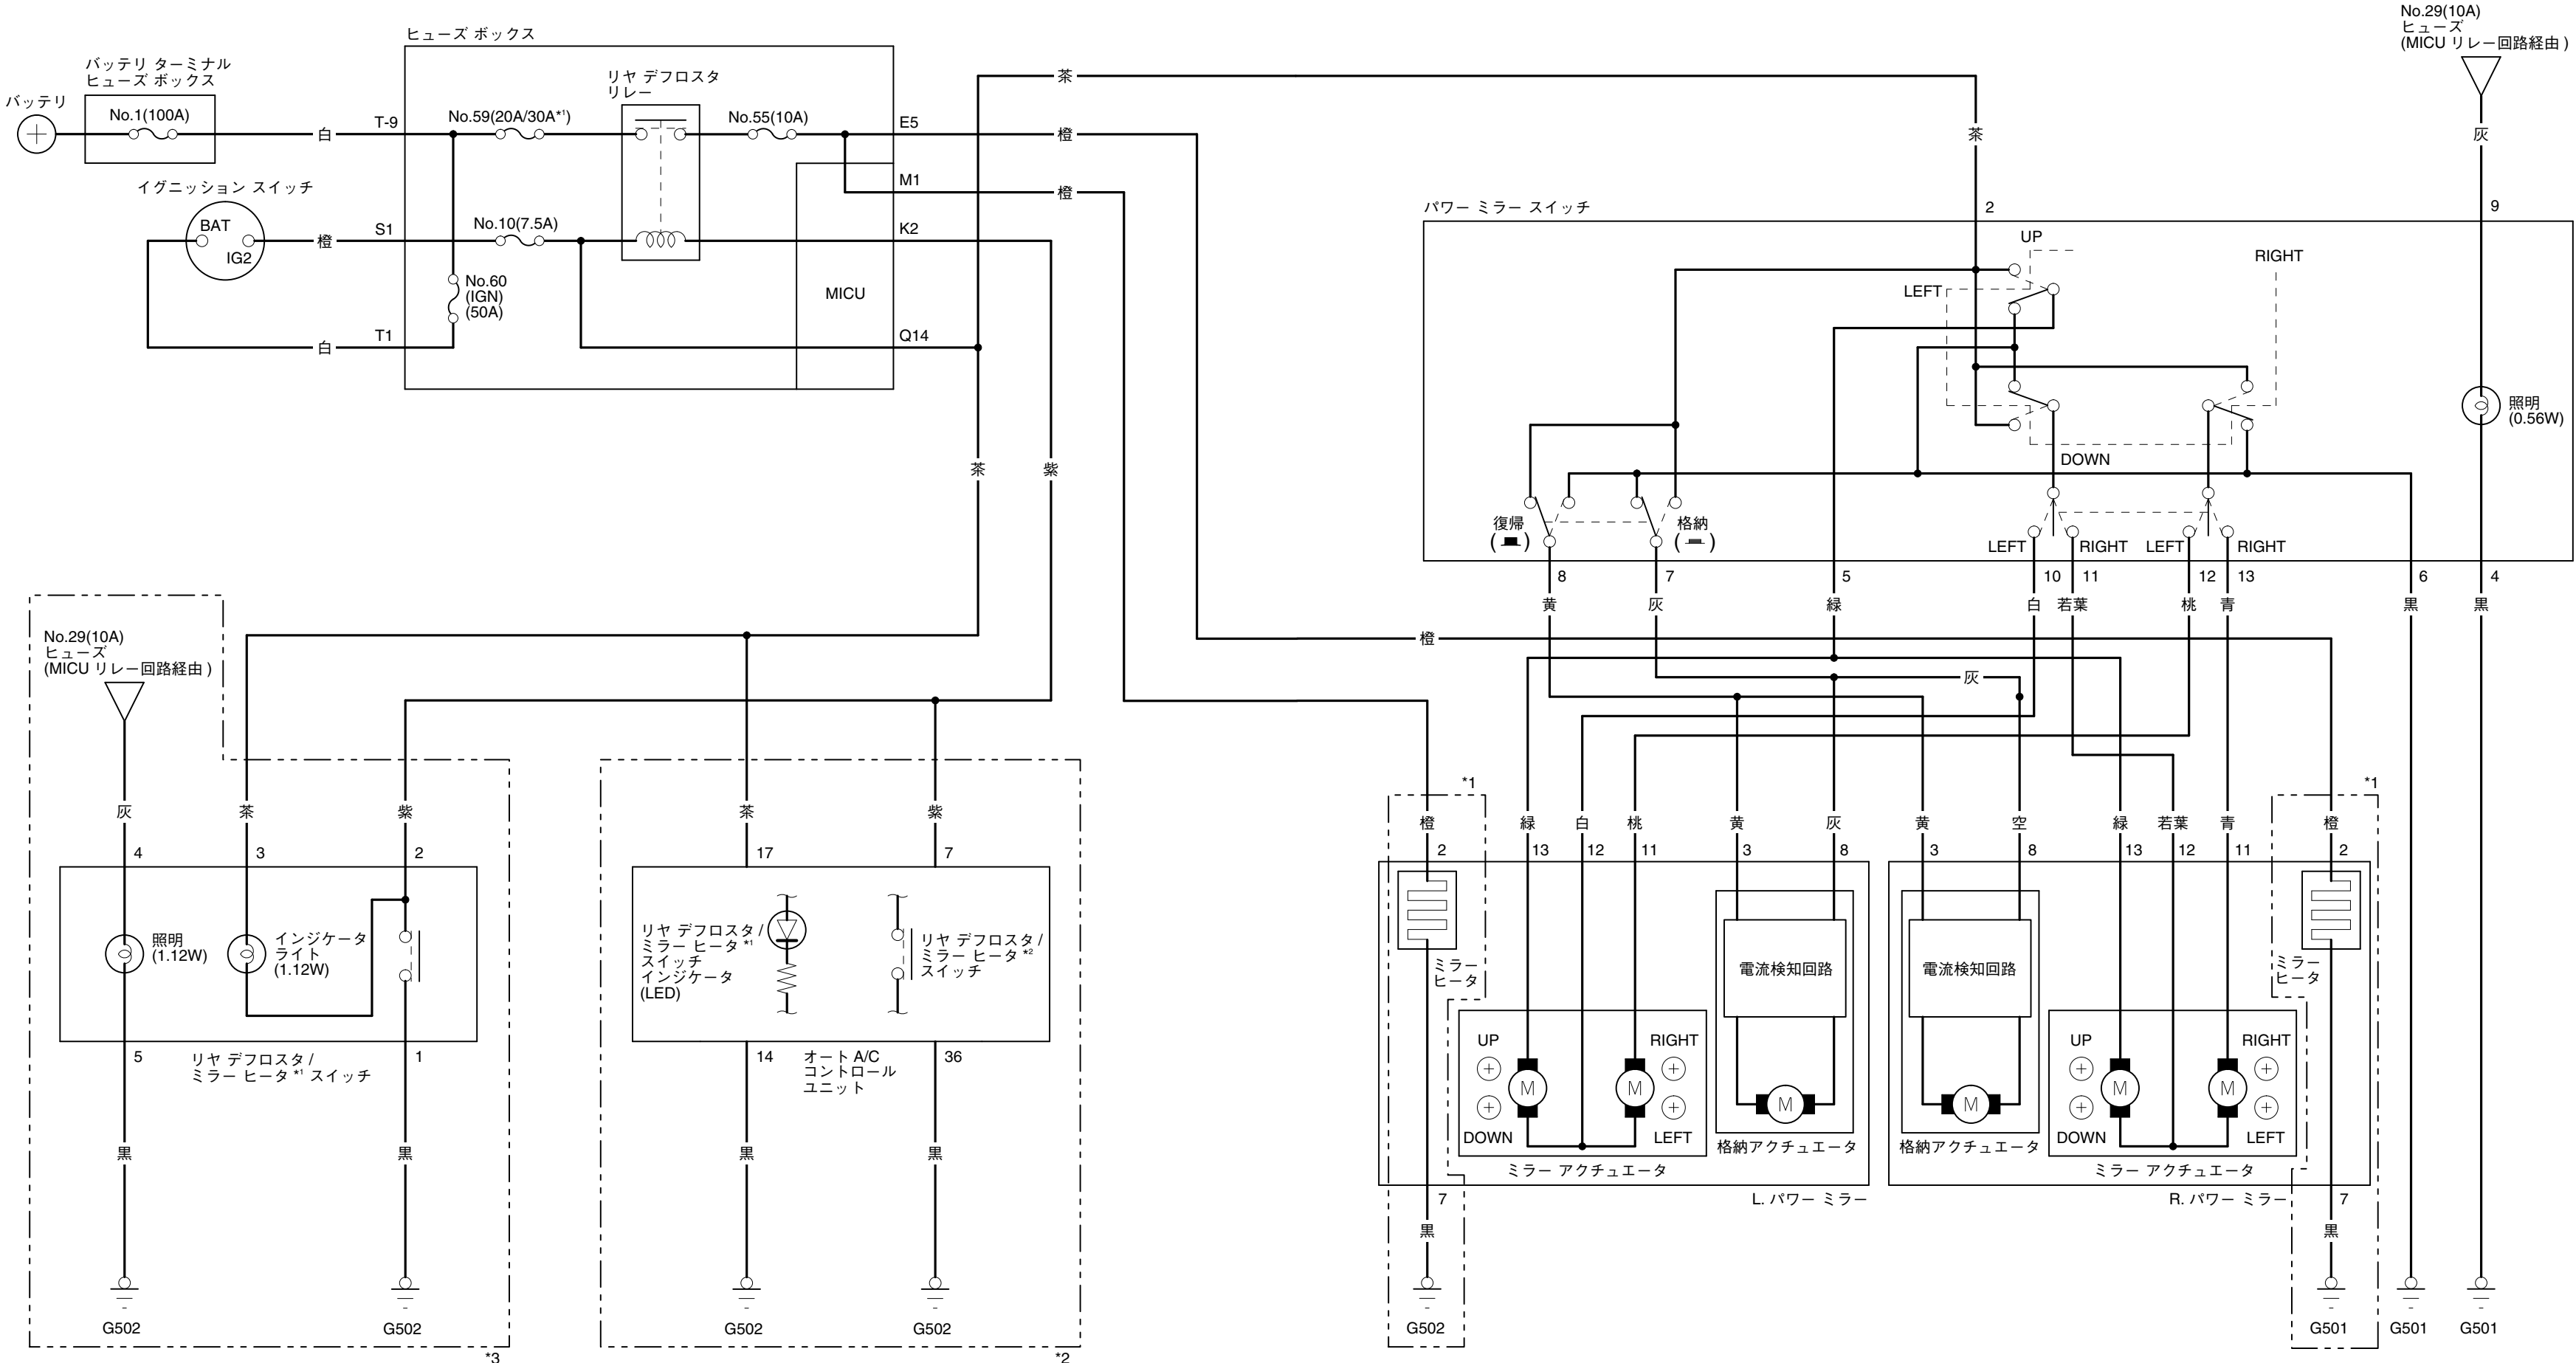 No.29(10A)
ヒューズ
(MICU リレー回路経由 )
ヒューズ ボックス
バッテリ ターミナル
ヒューズ ボックス
バッテリ
No.1(100A)
白
T-9
No.59(20A/30A*1)
リヤ デフロスタ
リレー
No.55(10A)
E5
橙
茶
茶
灰
イグニッション スイッチ
BAT
IG2
橙
S1
No.10(7.5A)
M1
橙
K2
No.60
(IGN)
(50A)
MICU
白
T1
Q14
茶
紫
パワー ミラー スイッチ
2
9
UP
RIGHT
LEFT
照明
(0.56W)
DOWN
復帰
( )
格納
( )
LEFT
RIGHT
LEFT
RIGHT
8
7
5
10
11
12
13
6
4
黄
灰
緑
白
若葉
桃
青
黒
黒
橙
灰
No.29(10A)
ヒューズ
(MICU リレー回路経由 )
灰
茶
紫
茶
紫
4
3
2
17
7
照明
(1.12W)
インジケータ
ライト
(1.12W)
リヤ デフロスタ /
ミラー ヒータ *1
スイッチ
インジケータ
(LED)
リヤ デフロスタ /
ミラー ヒータ *2
スイッチ
5
リヤ デフロスタ /
ミラー ヒータ *1 スイッチ
1
14
オート A/C
コントロール
ユニット
36
黒
黒
黒
黒
G502
G502
G502
G502
*3
*2
*1
*1
橙
緑
白
桃
黄
灰
黄
空
緑
若葉
青
橙
2
13
12
11
3
8
3
8
13
12
11
2
ミラー
ヒータ
電流検知回路
電流検知回路
ミラー
ヒータ
UP
RIGHT
M
M
DOWN
LEFT
M
M
UP
RIGHT
M
M
DOWN
LEFT
格納アクチュエータ
格納アクチュエータ
ミラー アクチュエータ
ミラー アクチュエータ
7
L. パワー ミラー
R. パワー ミラー
7
黒
黒
G502
G501
G501
G501